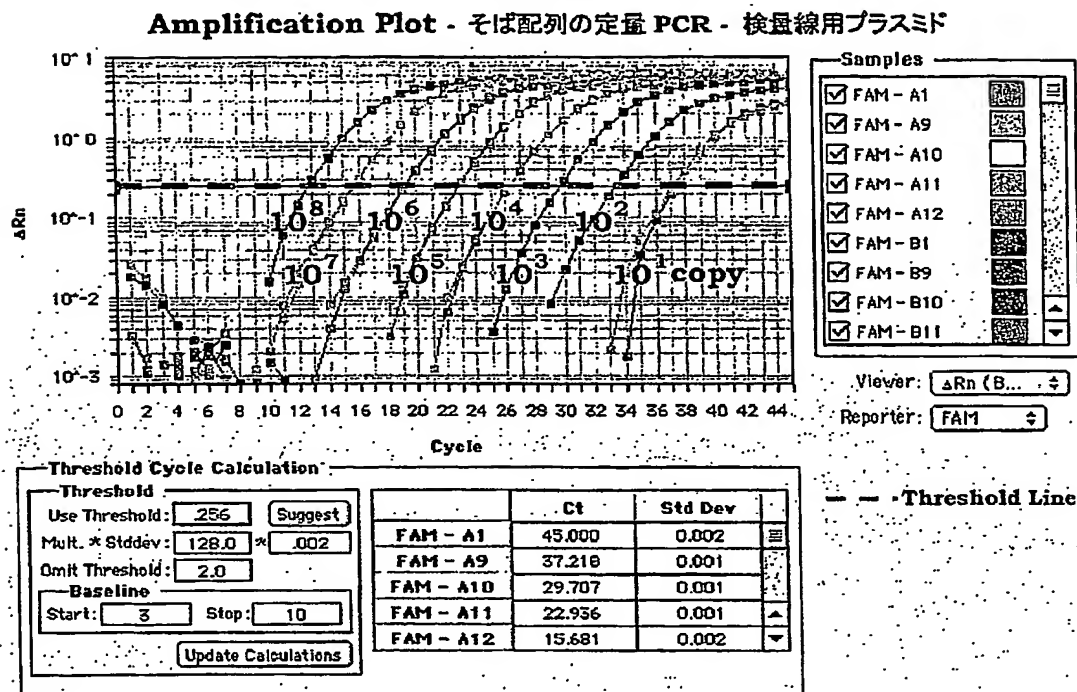 Amplification Plot - そば配列の定量 PCR - 検量線用プラスミド
10^1
10^0
10^-1
10^-2
10^-3
ΔRn
10^8 10^6 10^4 10^2
10^7 10^5 10^3 10^1 copy
0 2 4 6 8 10 12 14 16 18 20 22 24 26 28 30 32 34 36 38 40 42 44
Cycle
Samples
FAM - A1
FAM - A9
FAM - A10
FAM - A11
FAM - A12
FAM - B1
FAM - B9
FAM - B10
FAM - B11
Viewer: ΔRn (B...
Reporter: FAM
Threshold Line
Threshold Cycle Calculation
Threshold
Use Threshold: .256 Suggest
Mult. * Stddev: 128.0 * .002
Omit Threshold: 2.0
Baseline
Start: 3 Stop: 10
Update Calculations
Ct Std Dev
FAM - A1 45.000 0.002
FAM - A9 37.218 0.001
FAM - A10 29.707 0.001
FAM - A11 22.936 0.001
FAM - A12 15.681 0.002